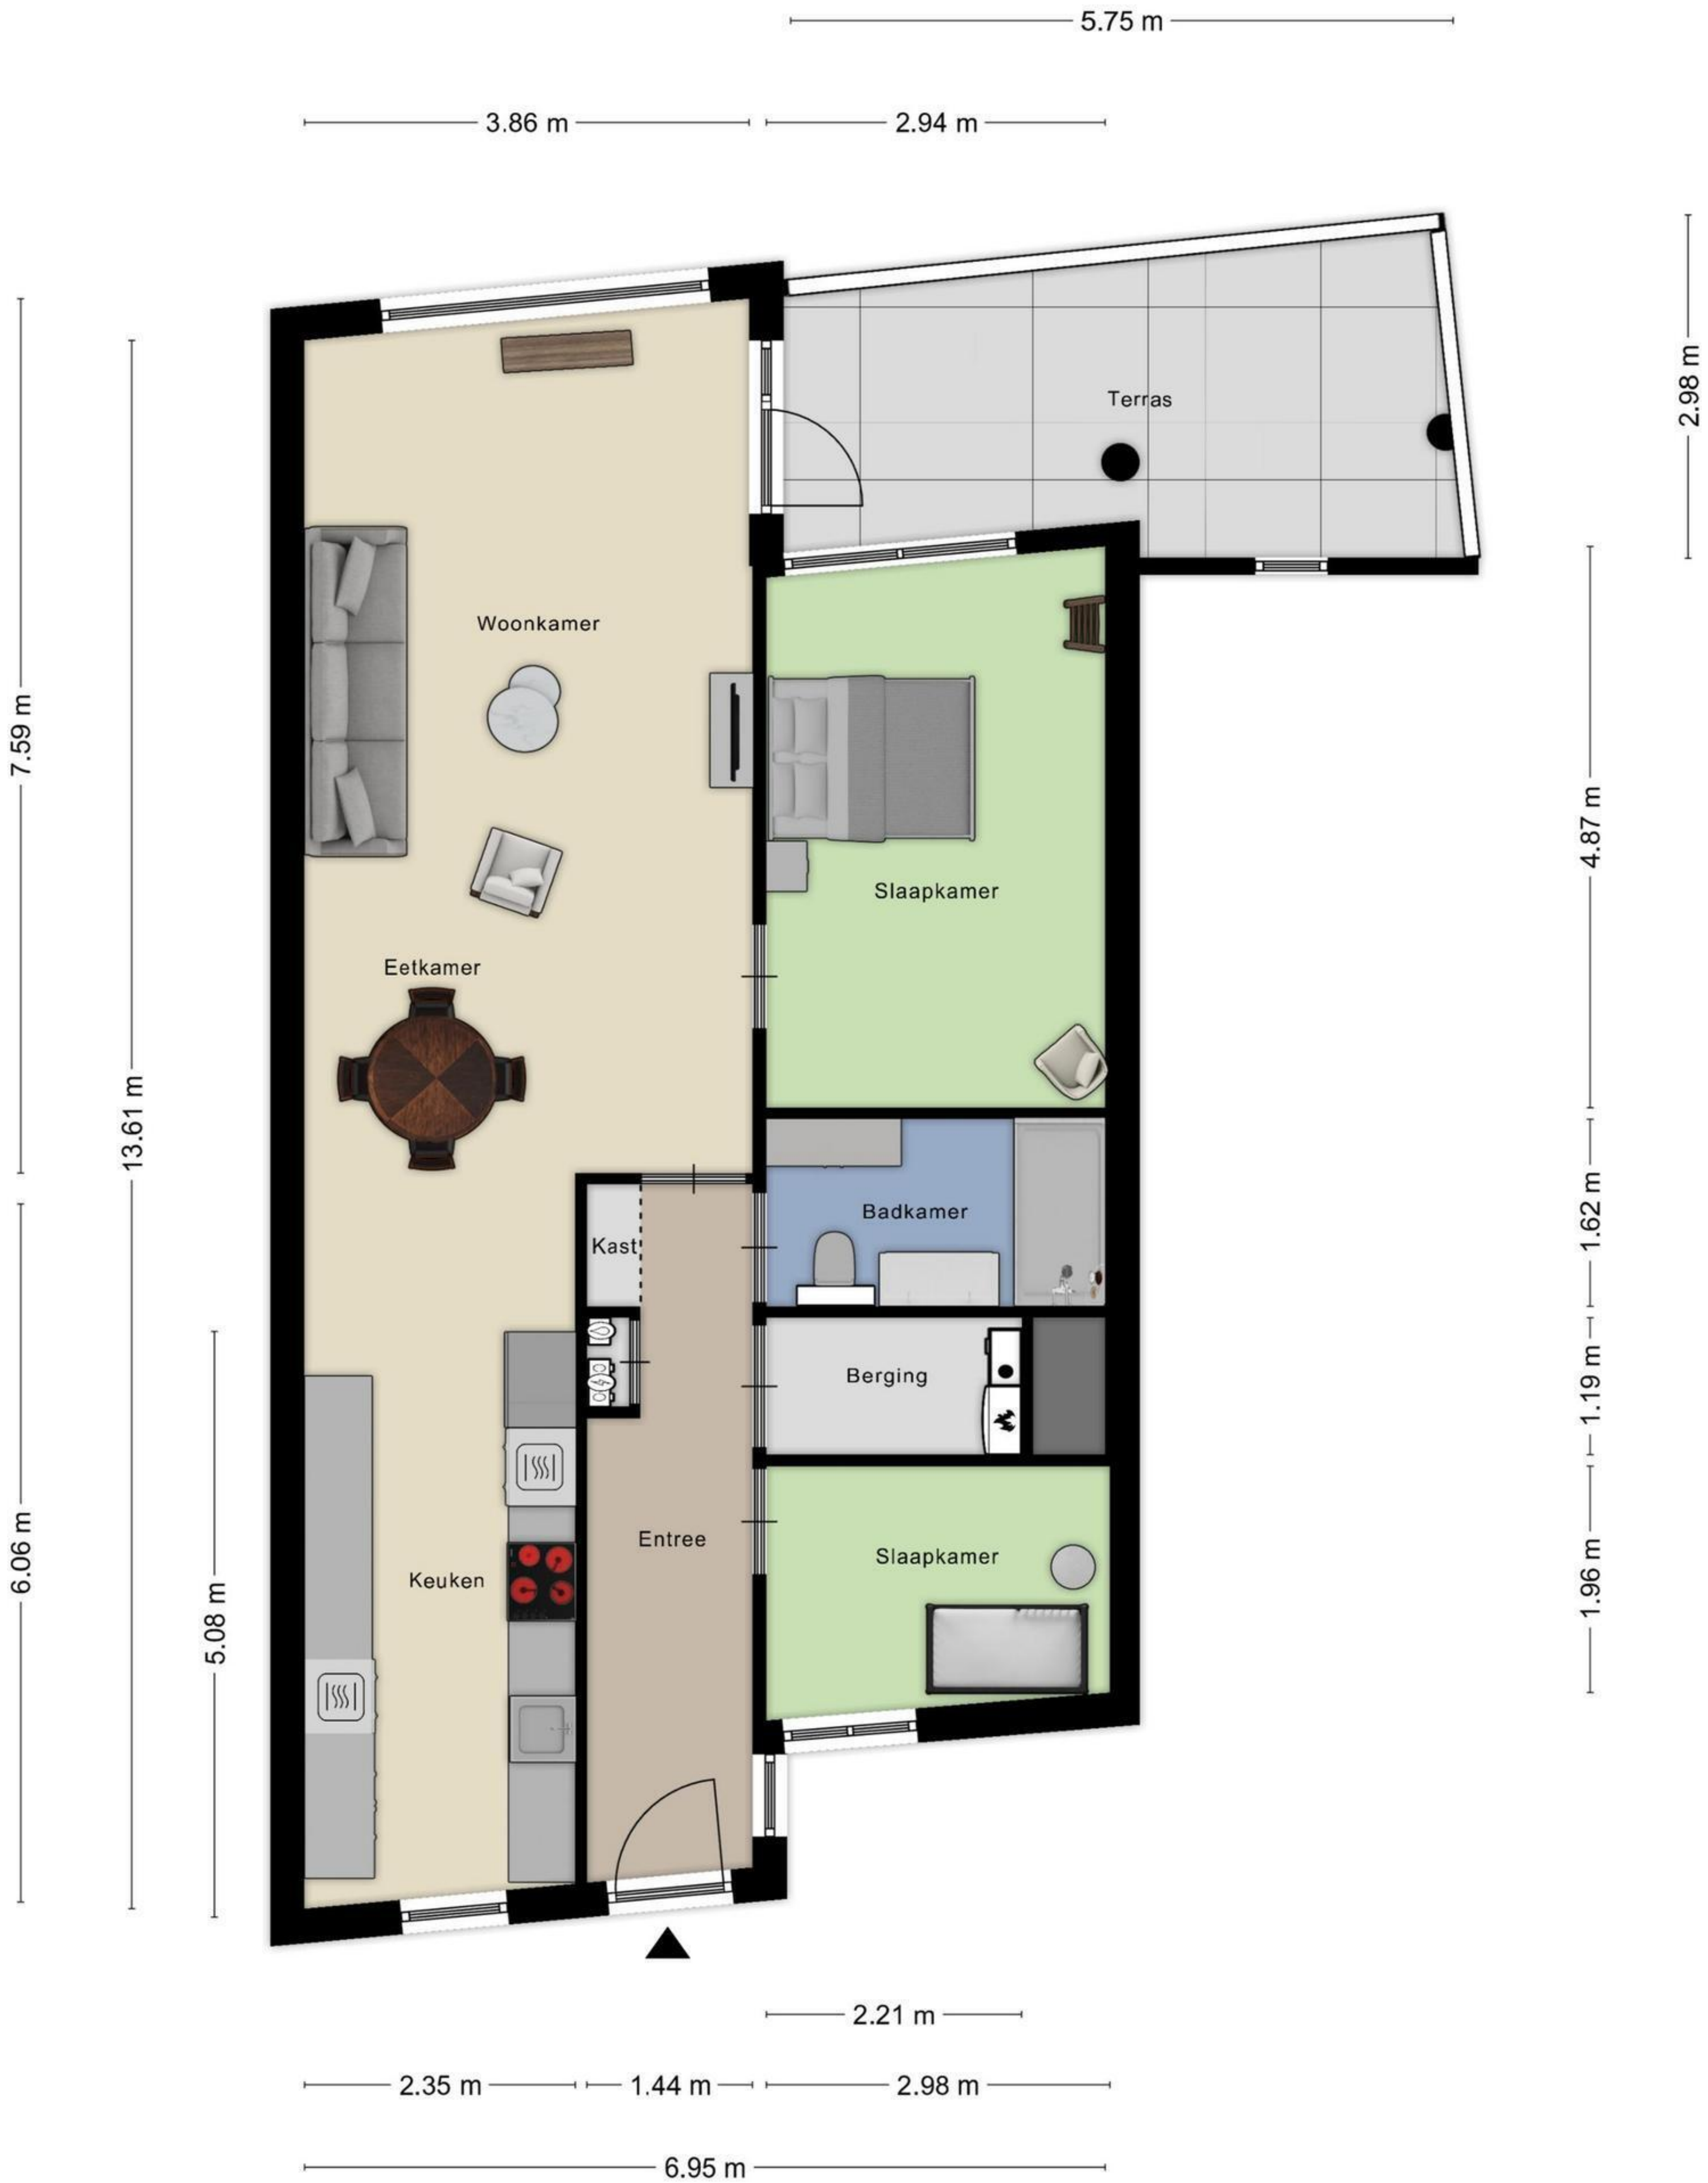 5.75 m
3.86 m
2.94 m
2.98 m
Terras
7.59 m
Woonkamer
4.87 m
Slaapkamer
Eetkamer
13.61 m
Badkamer
1.62 m
Kast
Berging
1.19 m
Entree
Slaapkamer
Keuken
6.06 m
5.08 m
1.96 m
2.21 m
2.35 m
1.44 m
2.98 m
6.95 m